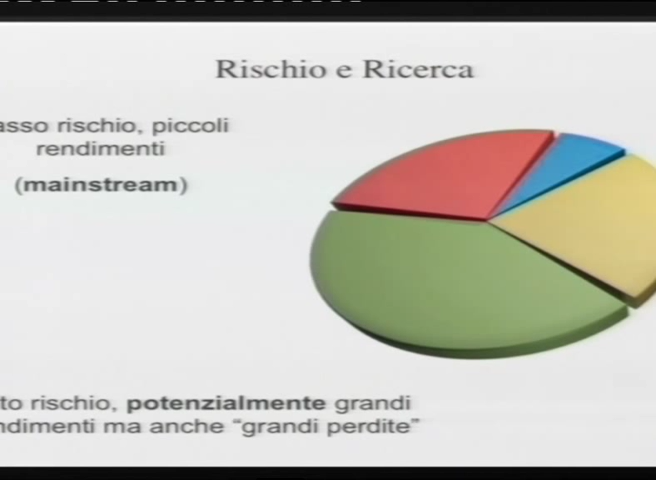 Rischio e Ricerca
asso rischio, piccoli
rendimenti
(mainstream)
to rischio, potenzialmente grandi
ndimenti ma anche “grandi perdite”